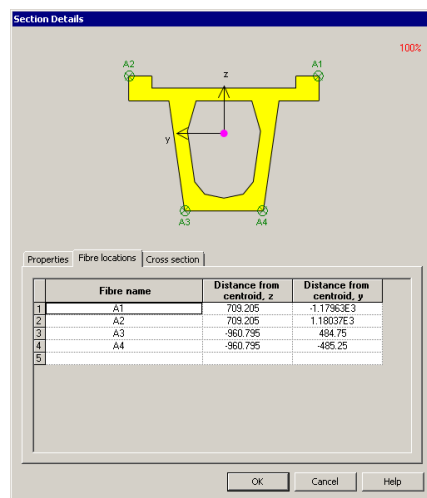 Section Details
100%
A2
z
A1
y
A3
A4
Properties
Fibre locations
Cross section
Fibre name
Distance from centroid, z
Distance from centroid, y
1 A1 709.205 -1.17963E3
2 A2 709.205 1.18037E3
3 A3 -960.795 484.75
4 A4 -960.795 -485.25
5
OK
Cancel
Help